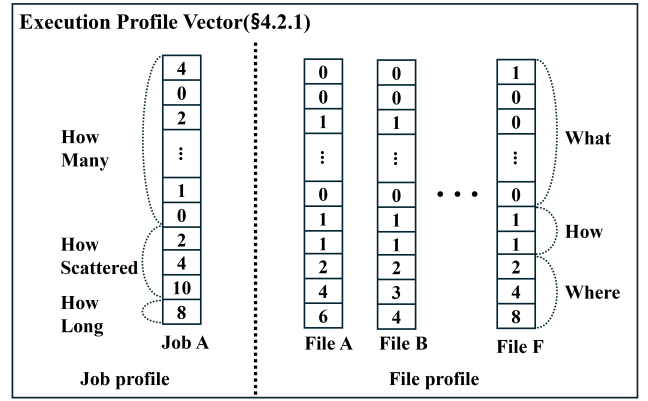 Execution Profile Vector(§4.2.1)
4
0
2
⋮
1
0
2
4
10
8
How
Many
How
Scattered
How
Long
Job A
Job profile
0
0
1
⋮
0
1
1
2
4
6
File A
0
0
1
⋮
0
1
1
2
3
4
File B
• • •
1
0
0
⋮
0
1
1
2
4
8
File F
What
How
Where
File profile